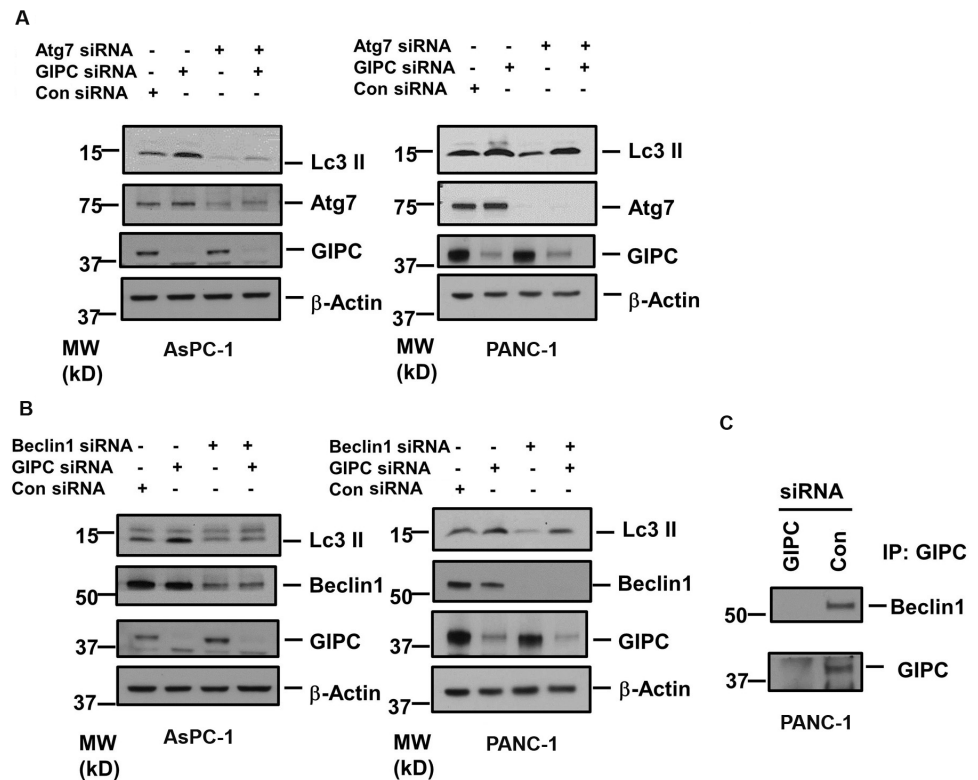 A
Atg7 siRNA - - + +
GIPC siRNA - + - +
Con siRNA + - - -
15 Lc3 II
75 Atg7
37 GIPC
37 β-Actin
MW (kD) AsPC-1
Atg7 siRNA - - + +
GIPC siRNA - + - +
Con siRNA + - - -
15 Lc3 II
75 Atg7
37 GIPC
37 β-Actin
MW (kD) PANC-1
B
Beclin1 siRNA - - + +
GIPC siRNA - + - +
Con siRNA + - - -
15 Lc3 II
50 Beclin1
37 GIPC
37 β-Actin
MW (kD) AsPC-1
Beclin1 siRNA - - + +
GIPC siRNA - + - +
Con siRNA + - - -
15 Lc3 II
50 Beclin1
37 GIPC
37 β-Actin
MW (kD) PANC-1
C
siRNA
GIPC Con IP: GIPC
50 Beclin1
37 GIPC
PANC-1